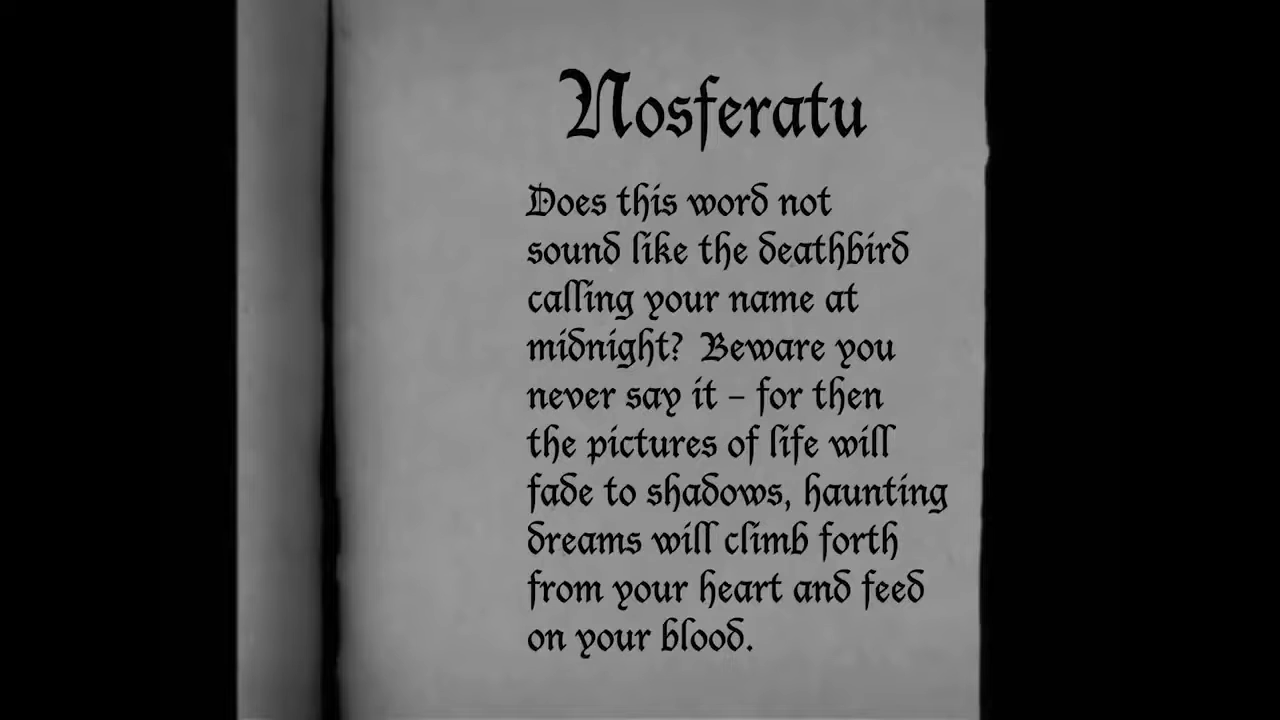 Nosferatu
Does this word not
sound like the deathbird
calling your name at
midnight? Beware you
never say it – for then
the pictures of life will
fade to shadows, haunting
dreams will climb forth
from your heart and feed
on your blood.